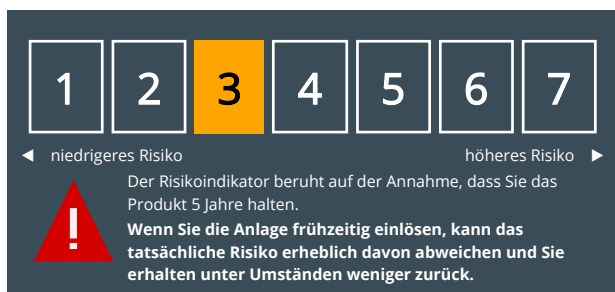 1 2 3 4 5 6 7
◄ niedrigeres Risiko höheres Risiko ►
Der Risikoindikator beruht auf der Annahme, dass Sie das
Produkt 5 Jahre halten.
Wenn Sie die Anlage frühzeitig einlösen, kann das
tatsächliche Risiko erheblich davon abweichen und Sie
erhalten unter Umständen weniger zurück.
!